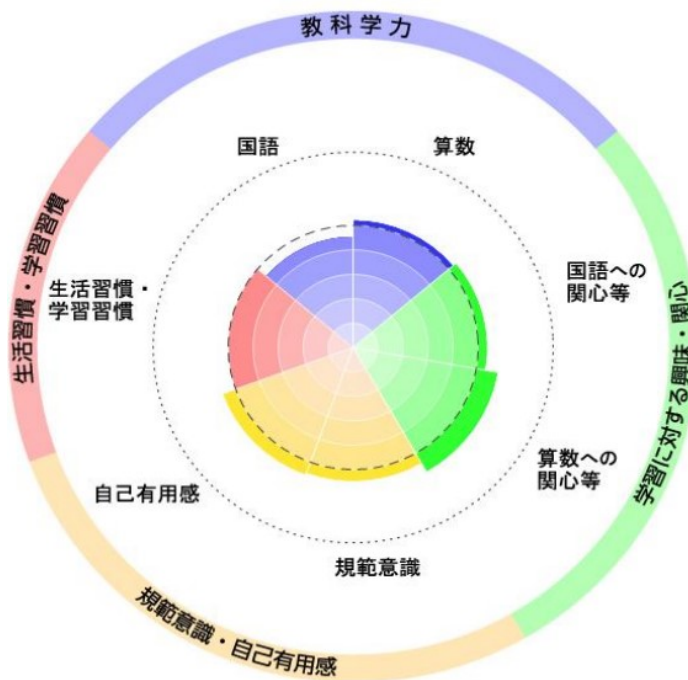 教科学力
国語
算数
国語への
関心等
生活習慣・
学習習慣
生活習慣・学習習慣
学習に対する興味・関心
算数への
関心等
自己有用感
規範意識
規範意識・自己有用感